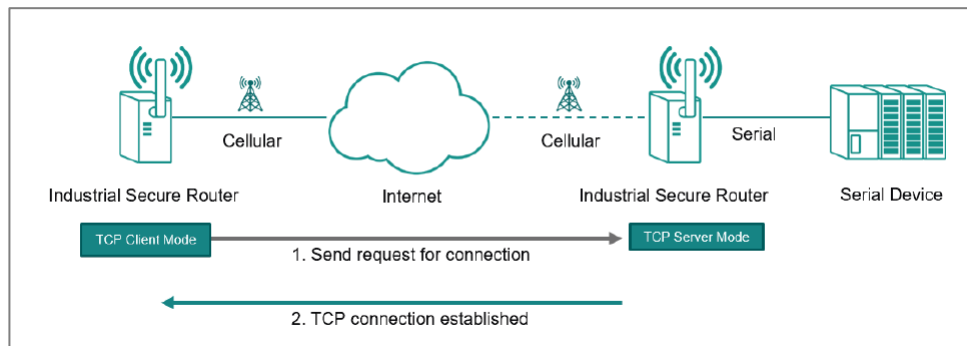 Cellular
Cellular
Serial
Industrial Secure Router
Internet
Industrial Secure Router
Serial Device
TCP Client Mode
TCP Server Mode
1. Send request for connection
2. TCP connection established